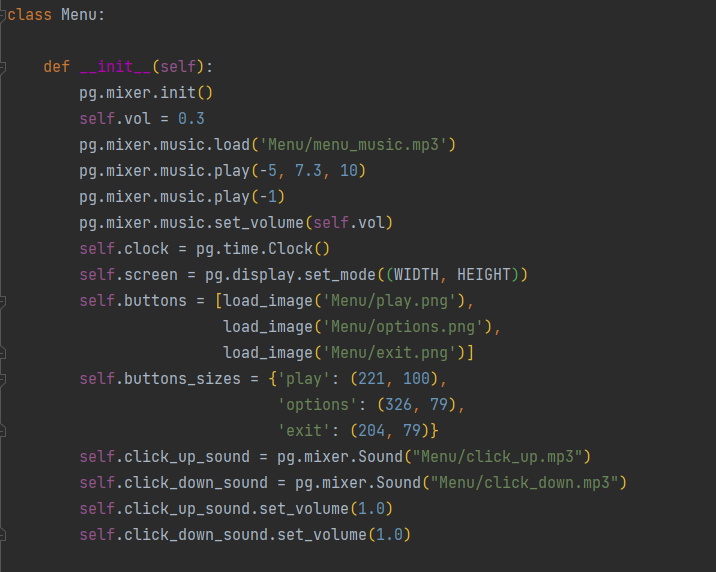 class Menu:
    def __init__(self):
        pg.mixer.init()
        self.vol = 0.3
        pg.mixer.music.load('Menu/menu_music.mp3')
        pg.mixer.music.play(-5, 7.3, 10)
        pg.mixer.music.play(-1)
        pg.mixer.music.set_volume(self.vol)
        self.clock = pg.time.Clock()
        self.screen = pg.display.set_mode((WIDTH, HEIGHT))
        self.buttons = [load_image('Menu/play.png'),
                        load_image('Menu/options.png'),
                        load_image('Menu/exit.png')]
        self.buttons_sizes = {'play': (221, 100),
                              'options': (326, 79),
                              'exit': (204, 79)}
        self.click_up_sound = pg.mixer.Sound("Menu/click_up.mp3")
        self.click_down_sound = pg.mixer.Sound("Menu/click_down.mp3")
        self.click_up_sound.set_volume(1.0)
        self.click_down_sound.set_volume(1.0)